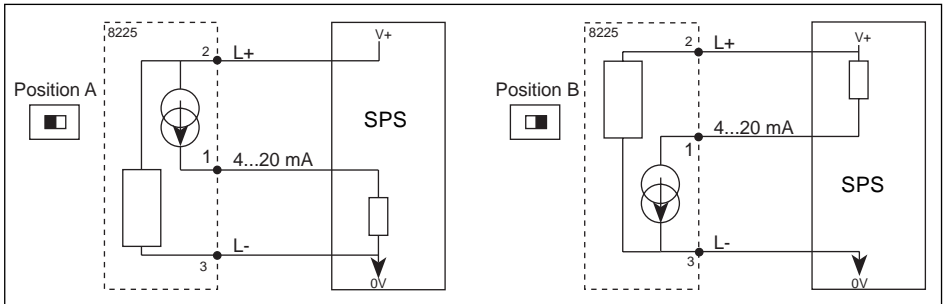 8225
V+
2
L+
Position A
SPS
1
4...20 mA
L-
3
0V
8225
V+
2
L+
Position B
4...20 mA
1
SPS
L-
3
0V